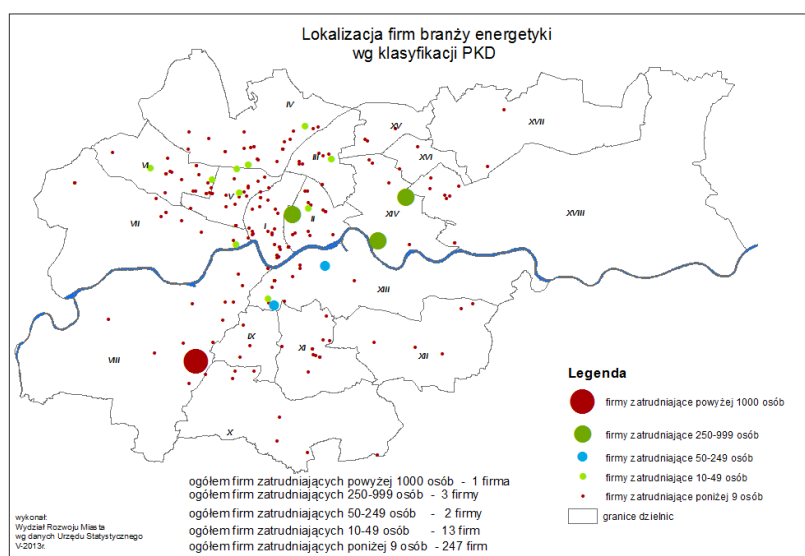 Lokalizacja firm branży energetyki
wg klasyfikacji PKD
IV
XV
XVII
III
XVI
VI
V
XIV
XVIII
VII
I
II
XIII
IX
XI
XII
VIII
X
Legenda
firmy zatrudniające powyżej 1000 osób
firmy zatrudniające 250-999 osób
firmy zatrudniające 50-249 osób
firmy zatrudniające 10-49 osób
firmy zatrudniające poniżej 9 osób
granice dzielnic
ogółem firm zatrudniających powyżej 1000 osób - 1 firma
ogółem firm zatrudniających 250-999 osób - 3 firmy
ogółem firm zatrudniających 50-249 osób - 2 firmy
ogółem firm zatrudniających 10-49 osób - 13 firm
ogółem firm zatrudniających poniżej 9 osób - 247 firm
wykonał:
Wydział Rozwoju Miasta
wg danych Urzędu Statystycznego
V-2013r.